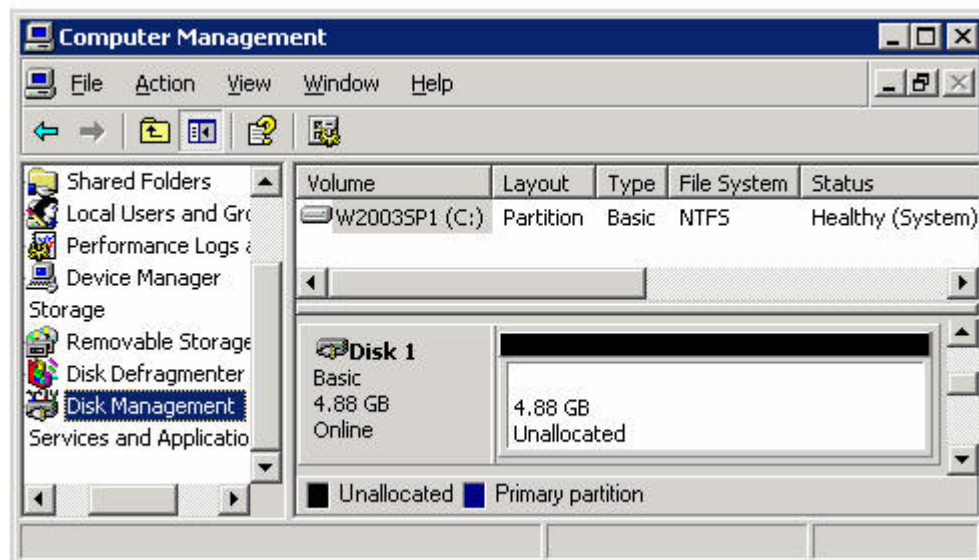 Computer Management
File Action View Window Help
Shared Folders
Local Users and Gro
Performance Logs a
Device Manager
Storage
Removable Storage
Disk Defragmenter
Disk Management
Services and Applicatio
Volume Layout Type File System Status
W2003SP1 (C:) Partition Basic NTFS Healthy (System)
Disk 1
Basic
4.88 GB
Online
4.88 GB
Unallocated
Unallocated Primary partition